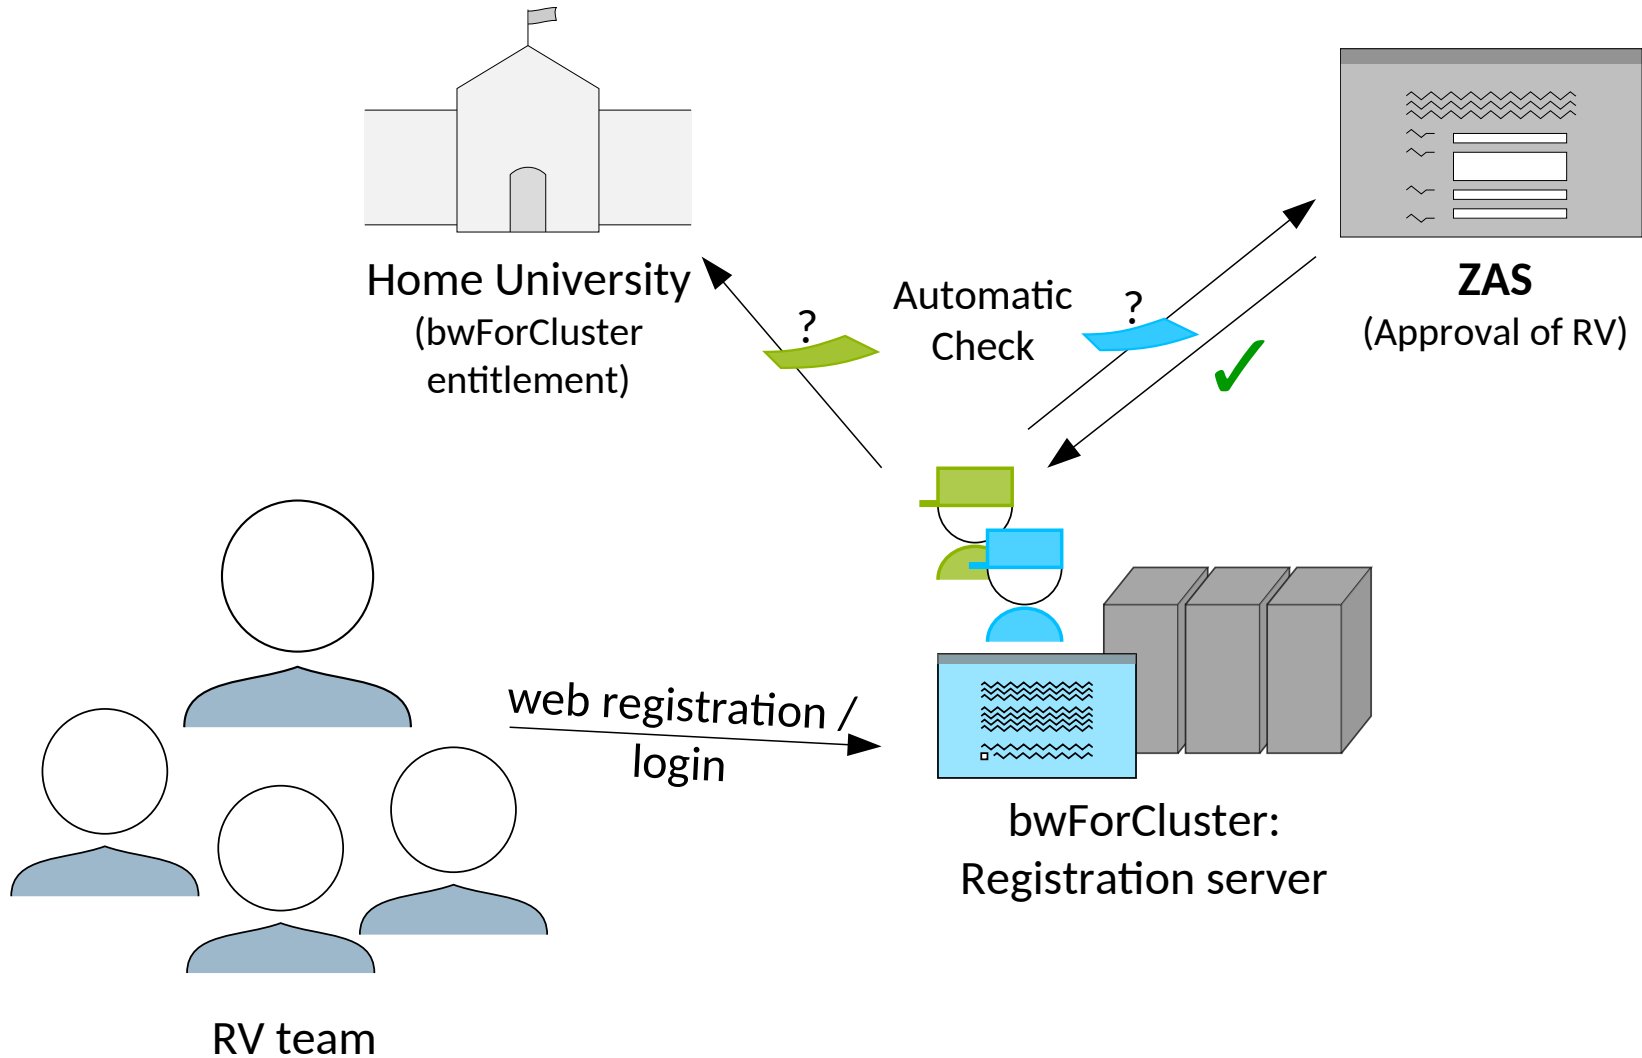 Home University
(bwForCluster
entitlement)
?
Automatic
Check
?
ZAS
(Approval of RV)
✓
web registration /
login
bwForCluster:
Registration server
RV team